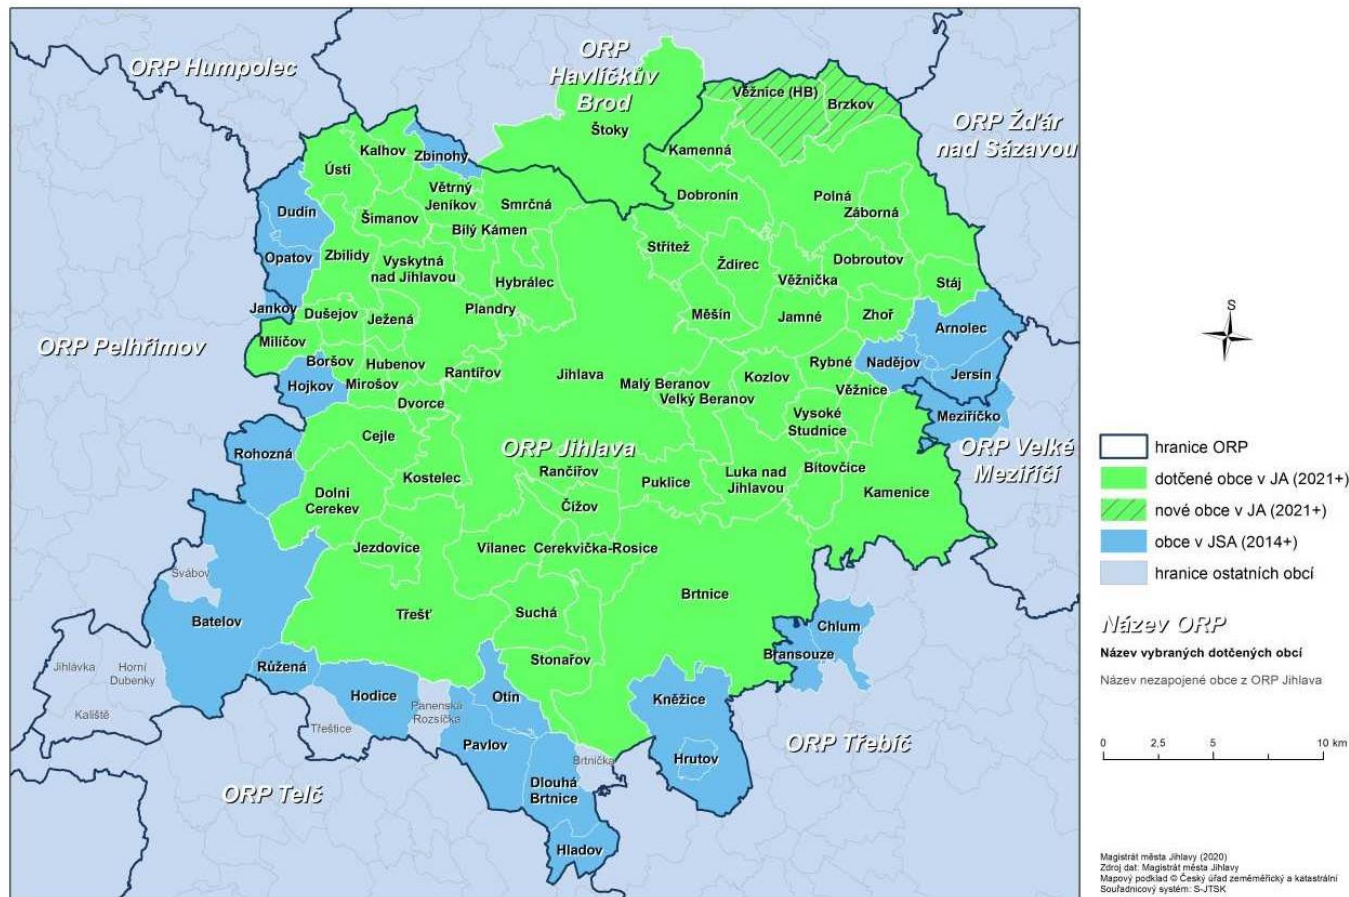 ORP Humpolec
ORP
Havlíčkův
Brod
Věžnice (HB)
Brzkov
ORP Žďár
nad Sázavou
Štoky
Kalhov
Zbinohy
Kamenná
Ústí
Větrný
Jeníkov
Smrčná
Dobronín
Polná
Záborná
Dudín
Šimanov
Bílý Kámen
Střítež
Opatov
Zbilidy
Vyskytná
nad Jihlavou
Hybrálec
Ždírec
Věžnička
Dobroutov
Stáj
Jankov
Dušejov
Ježená
Plandry
Měšín
Jamné
Zhoř
Arnolec
ORP Pelhřimov
Milíčov
Boršov
Hubenov
Rantířov
Jihlava
Malý Beranov
Kozlov
Rybné
Nadějov
Jersín
Hojkov
Mirošov
Dvorce
Velký Beranov
Věžnice
Vysoké
Studnice
Meziříčko
Cejle
ORP Jihlava
ORP Velké
Meziříčí
Rohozná
Kostelec
Rančířov
Puklice
Luka nad
Jihlavou
Bítovčice
Kamenice
Dolní
Cerekev
Čížov
Jezdovice
Vílanec
Cerekvička-Rosice
Švábov
Batelov
Třešť
Suchá
Brtnice
Chlum
Bransouze
Jihlávka
Horní
Dubenky
Růžená
Stonařov
Hodice
Otín
Kněžice
Kaliště
Třeštice
Panenská
Rozsíčka
Pavlov
Brtnička
Hrutov
ORP Třebíč
ORP Telč
Dlouhá
Brtnice
Hladov
S
hranice ORP
dotčené obce v JA (2021+)
nové obce v JA (2021+)
obce v JSA (2014+)
hranice ostatních obcí
Název ORP
Název vybraných dotčených obcí
Název nezapojené obce z ORP Jihlava
0 2,5 5 10 km
Magistrát města Jihlavy (2020)
Zdroj dat: Magistrát města Jihlavy
Mapový podklad © Český úřad zeměměřický a katastrální
Souřadnicový systém: S-JTSK